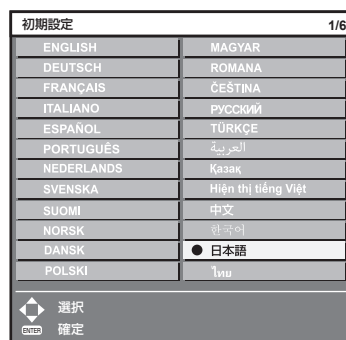 初期設定 1/6
ENGLISH
DEUTSCH
FRANÇAIS
ITALIANO
ESPAÑOL
PORTUGUÊS
NEDERLANDS
SVENSKA
SUOMI
NORSK
DANSK
POLSKI
MAGYAR
ROMANA
ČEŠTINA
РУССКИЙ
TÜRKÇE
العربية
Қазақ
Hiện thị tiếng Việt
中文
한국어
日本語
ไทย
選択
ENTER 確定